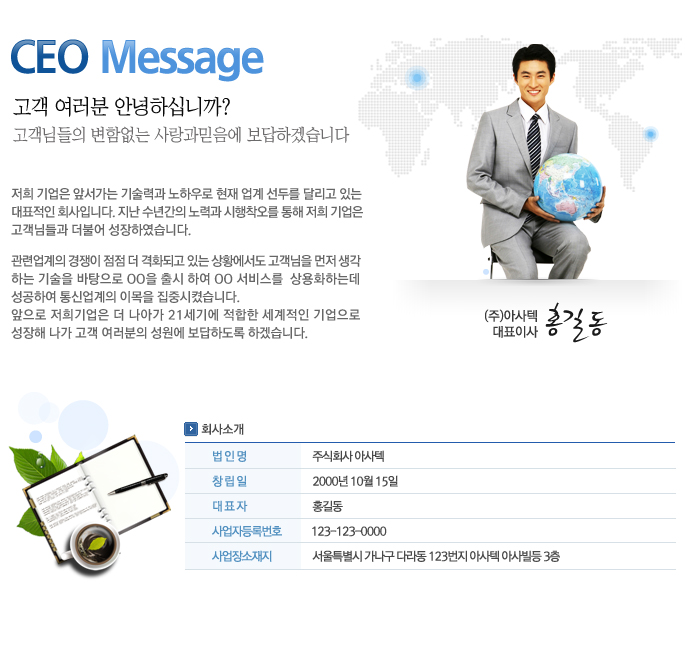 CEO Message
고객 여러분 안녕하십니까?
고객님들의 변함없는 사랑과믿음에 보답하겠습니다
저희 기업은 앞서가는 기술력과 노하우로 현재 업계 선두를 달리고 있는
대표적인 회사입니다. 지난 수년간의 노력과 시행착오를 통해 저희 기업은
고객님들과 더불어 성장하였습니다.
관련업계의 경쟁이 점점 더 격화되고 있는 상황에서도 고객님을 먼저 생각
하는 기술을 바탕으로 OO을 출시 하여 OO 서비스를 상용화하는데
성공하여 통신업계의 이목을 집중시켰습니다.
앞으로 저희기업은 더 나아가 21세기에 적합한 세계적인 기업으로
성장해 나가 고객 여러분의 성원에 보답하도록 하겠습니다.
(주)아사텍
대표이사 홍길동
회사소개
법인명 주식회사 아사텍
창립일 2000년 10월 15일
대표자 홍길동
사업자등록번호 123-123-0000
사업장소재지 서울특별시 가나구 다라동 123번지 아사텍 아사빌등 3층